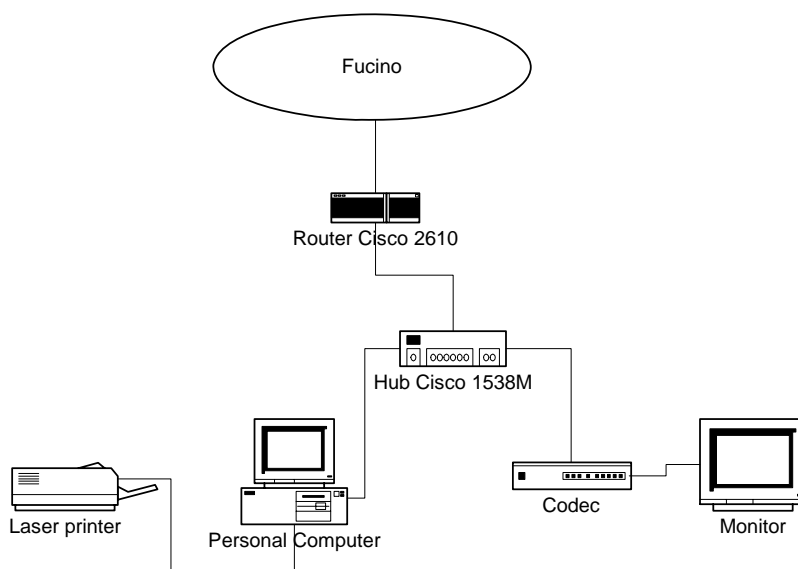 Fucino
Router Cisco 2610
Hub Cisco 1538M
Laser printer
Personal Computer
Codec
Monitor